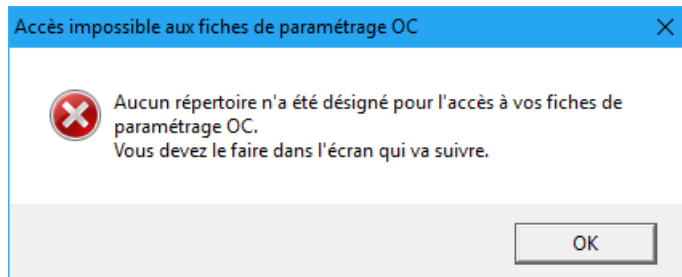 Accès impossible aux fiches de paramétrage OC
Aucun répertoire n'a été désigné pour l'accès à vos fiches de
paramétrage OC.
Vous devez le faire dans l'écran qui va suivre.
OK